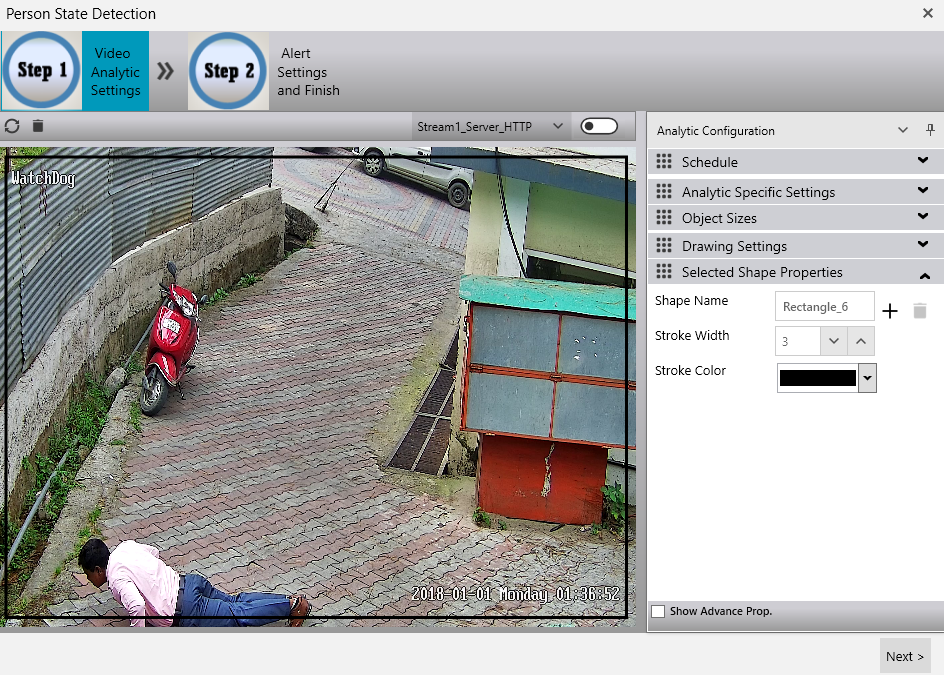 Person State Detection
Step 1
Video
Analytic
Settings
Step 2
Alert
Settings
and Finish
Stream1_Server_HTTP
WatchDog
2018-01-01 Monday 01:36:52
Analytic Configuration
Schedule
Analytic Specific Settings
Object Sizes
Drawing Settings
Selected Shape Properties
Shape Name
Rectangle_6
Stroke Width
3
Stroke Color
Show Advance Prop.
Next >